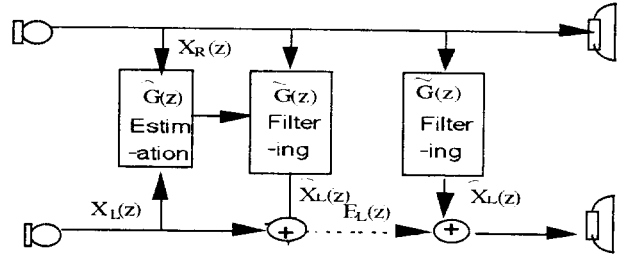 X_R(z)
G̃(z)
Estim
-ation
G̃(z)
Filter
-ing
G̃(z)
Filter
-ing
X_L(z)
X̃_L(z)
E_L(z)
X̃_L(z)
+
+